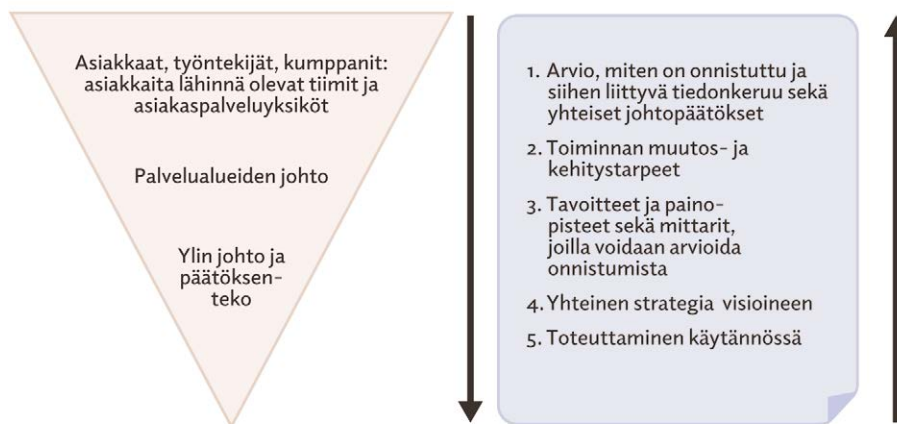 Asiakkaat, työntekijät, kumppanit:
asiakkaita lähinnä olevat tiimit ja
asiakaspalveluyksiköt
Palvelualueiden johto
Ylin johto ja
päätöksen-
teko
1. Arvio, miten on onnistuttu ja
siihen liittyvä tiedonkeruu sekä
yhteiset johtopäätökset
2. Toiminnan muutos- ja
kehitystarpeet
3. Tavoitteet ja paino-
pisteet sekä mittarit,
joilla voidaan arvioida
onnistumista
4. Yhteinen strategia visioineen
5. Toteuttaminen käytännössä